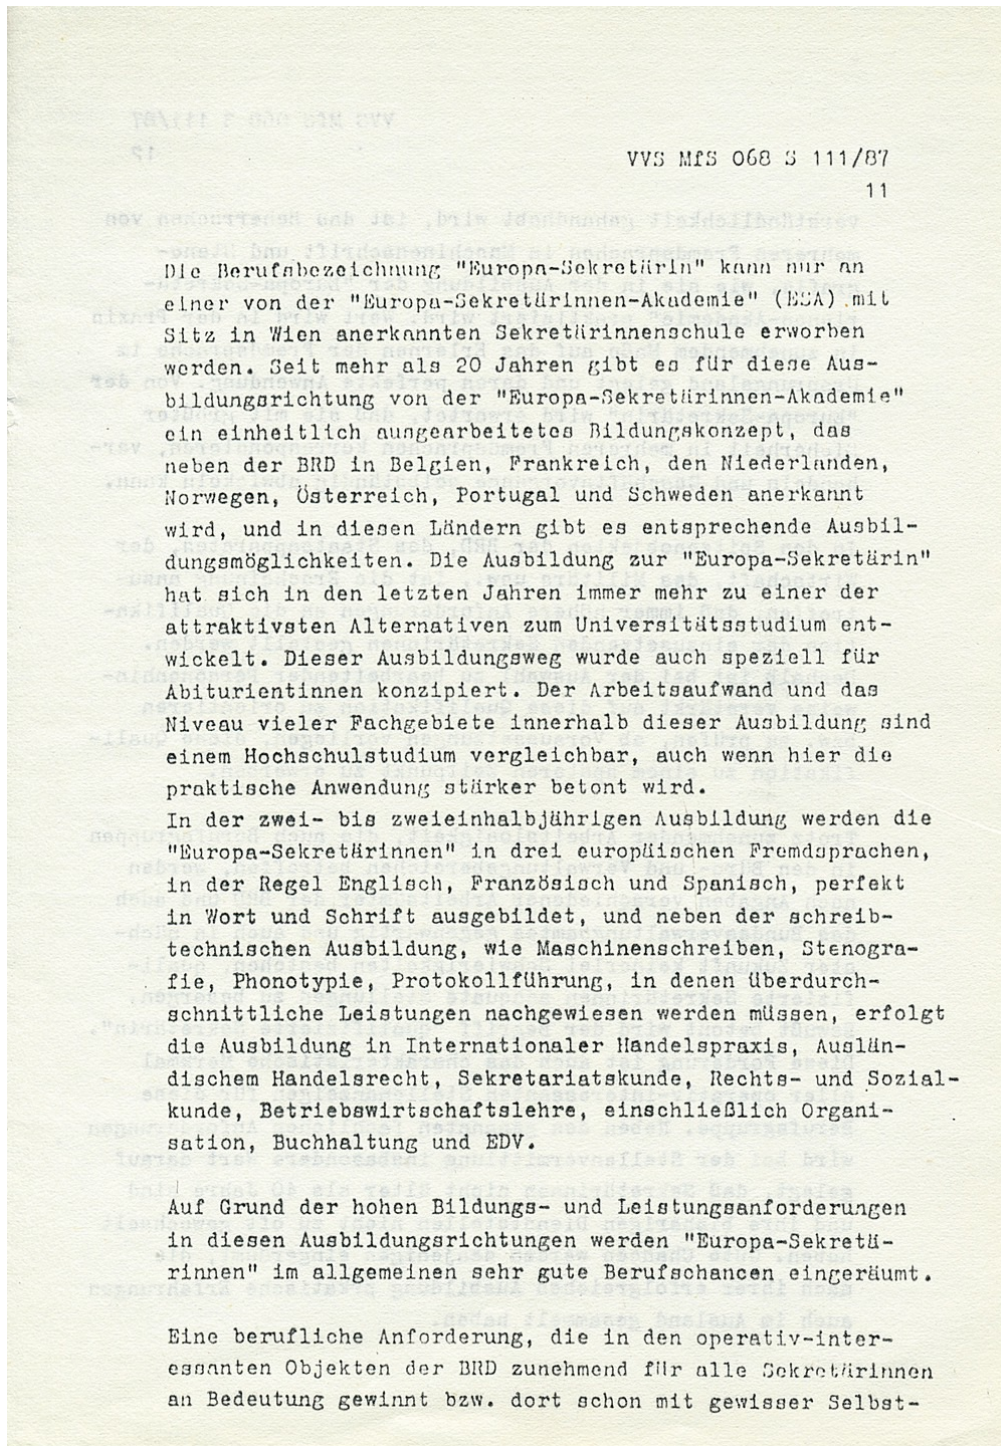 VVS MfS 068 S 111/87
11
Die Berufsbezeichnung "Europa-Sekretärin" kann nur an
einer von der "Europa-Sekretärinnen-Akademie" (ESA) mit
Sitz in Wien anerkannten Sekretärinnenschule erworben
werden. Seit mehr als 20 Jahren gibt es für diese Aus-
bildungsrichtung von der "Europa-Sekretärinnen-Akademie"
ein einheitlich ausgearbeitetes Bildungskonzept, das
neben der BRD in Belgien, Frankreich, den Niederlanden,
Norwegen, Österreich, Portugal und Schweden anerkannt
wird, und in diesen Ländern gibt es entsprechende Ausbil-
dungsmöglichkeiten. Die Ausbildung zur "Europa-Sekretärin"
hat sich in den letzten Jahren immer mehr zu einer der
attraktivsten Alternativen zum Universitätsstudium ent-
wickelt. Dieser Ausbildungsweg wurde auch speziell für
Abiturientinnen konzipiert. Der Arbeitsaufwand und das
Niveau vieler Fachgebiete innerhalb dieser Ausbildung sind
einem Hochschulstudium vergleichbar, auch wenn hier die
praktische Anwendung stärker betont wird.
In der zwei- bis zweieinhalbjährigen Ausbildung werden die
"Europa-Sekretärinnen" in drei europäischen Fremdsprachen,
in der Regel Englisch, Französisch und Spanisch, perfekt
in Wort und Schrift ausgebildet, und neben der schreib-
technischen Ausbildung, wie Maschinenschreiben, Stenogra-
fie, Phonotypie, Protokollführung, in denen überdurch-
schnittliche Leistungen nachgewiesen werden müssen, erfolgt
die Ausbildung in Internationaler Handelspraxis, Auslän-
dischem Handelsrecht, Sekretariatskunde, Rechts- und Sozial-
kunde, Betriebswirtschaftslehre, einschließlich Organi-
sation, Buchhaltung und EDV.
Auf Grund der hohen Bildungs- und Leistungsanforderungen
in diesen Ausbildungsrichtungen werden "Europa-Sekretä-
rinnen" im allgemeinen sehr gute Berufschancen eingeräumt.
Eine berufliche Anforderung, die in den operativ-inter-
essanten Objekten der BRD zunehmend für alle Sekretärinnen
an Bedeutung gewinnt bzw. dort schon mit gewisser Selbst-